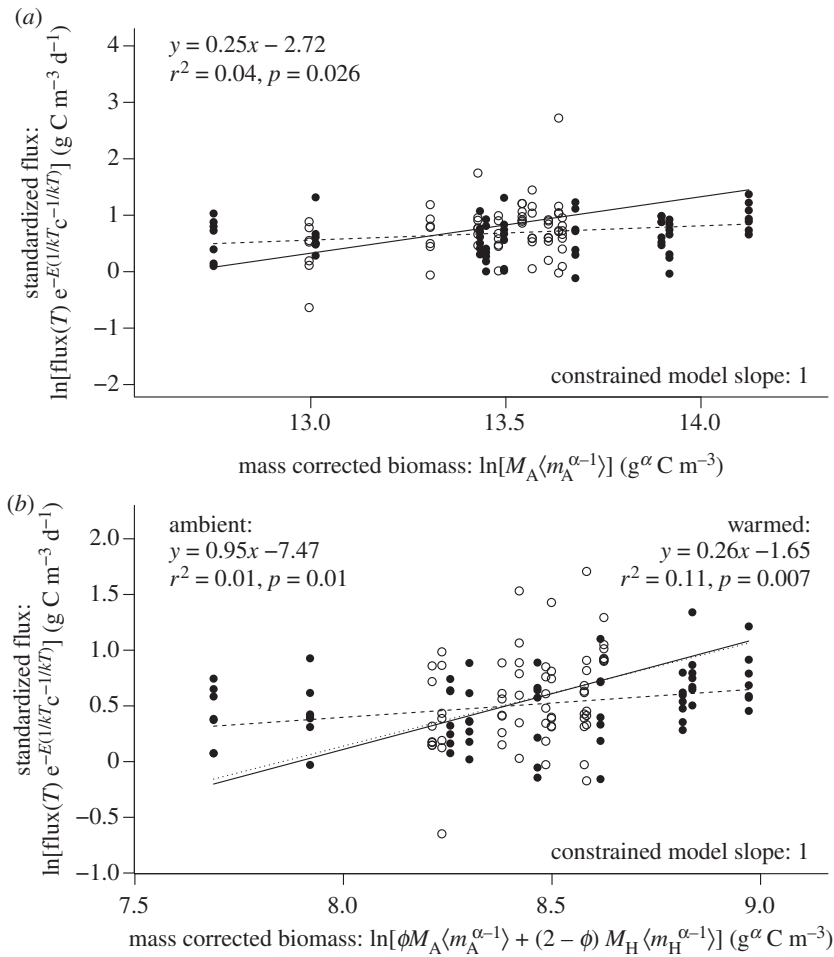 (a)
y = 0.25x − 2.72
r² = 0.04, p = 0.026
standardized flux:
ln[flux(T) e^−E(1/kT_C−1/kT)] (g C m⁻³ d⁻¹)
4
3
2
1
0
−1
−2
constrained model slope: 1
13.0 13.5 14.0
mass corrected biomass: ln[M_A⟨m_A^α−1⟩] (g^α C m⁻³)
(b)
ambient:
y = 0.95x −7.47
r² = 0.01, p = 0.01
warmed:
y = 0.26x −1.65
r² = 0.11, p = 0.007
standardized flux:
ln[flux(T) e^−E(1/kT_C−1/kT)] (g C m⁻³ d⁻¹)
2.0
1.5
1.0
0.5
0
−0.5
−1.0
constrained model slope: 1
7.5 8.0 8.5 9.0
mass corrected biomass: ln[ϕM_A⟨m_A^α−1⟩ + (2 − ϕ) M_H ⟨m_H^α−1⟩] (g^α C m⁻³)